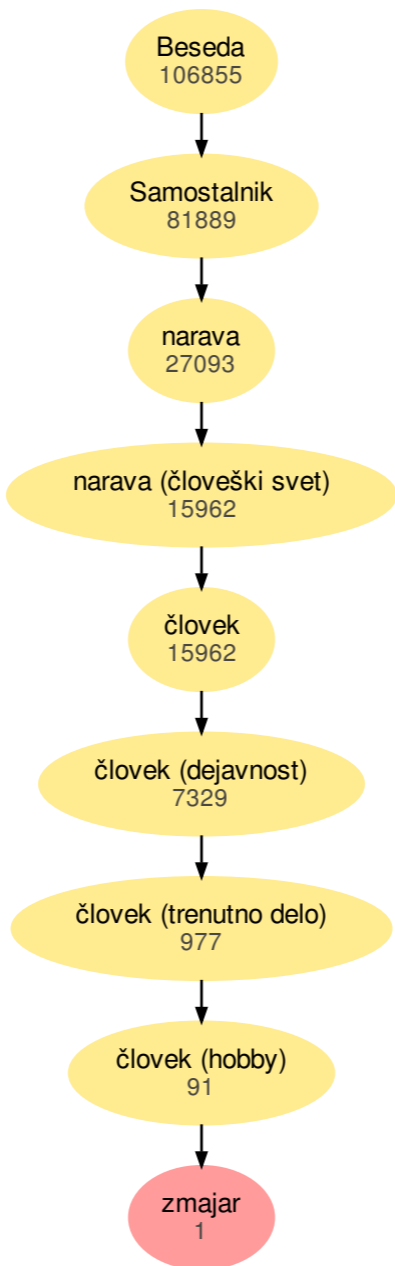 Beseda
106855
Samostalnik
81889
narava
27093
narava (človeški svet)
15962
človek
15962
človek (dejavnost)
7329
človek (trenutno delo)
977
človek (hobby)
91
zmajar
1